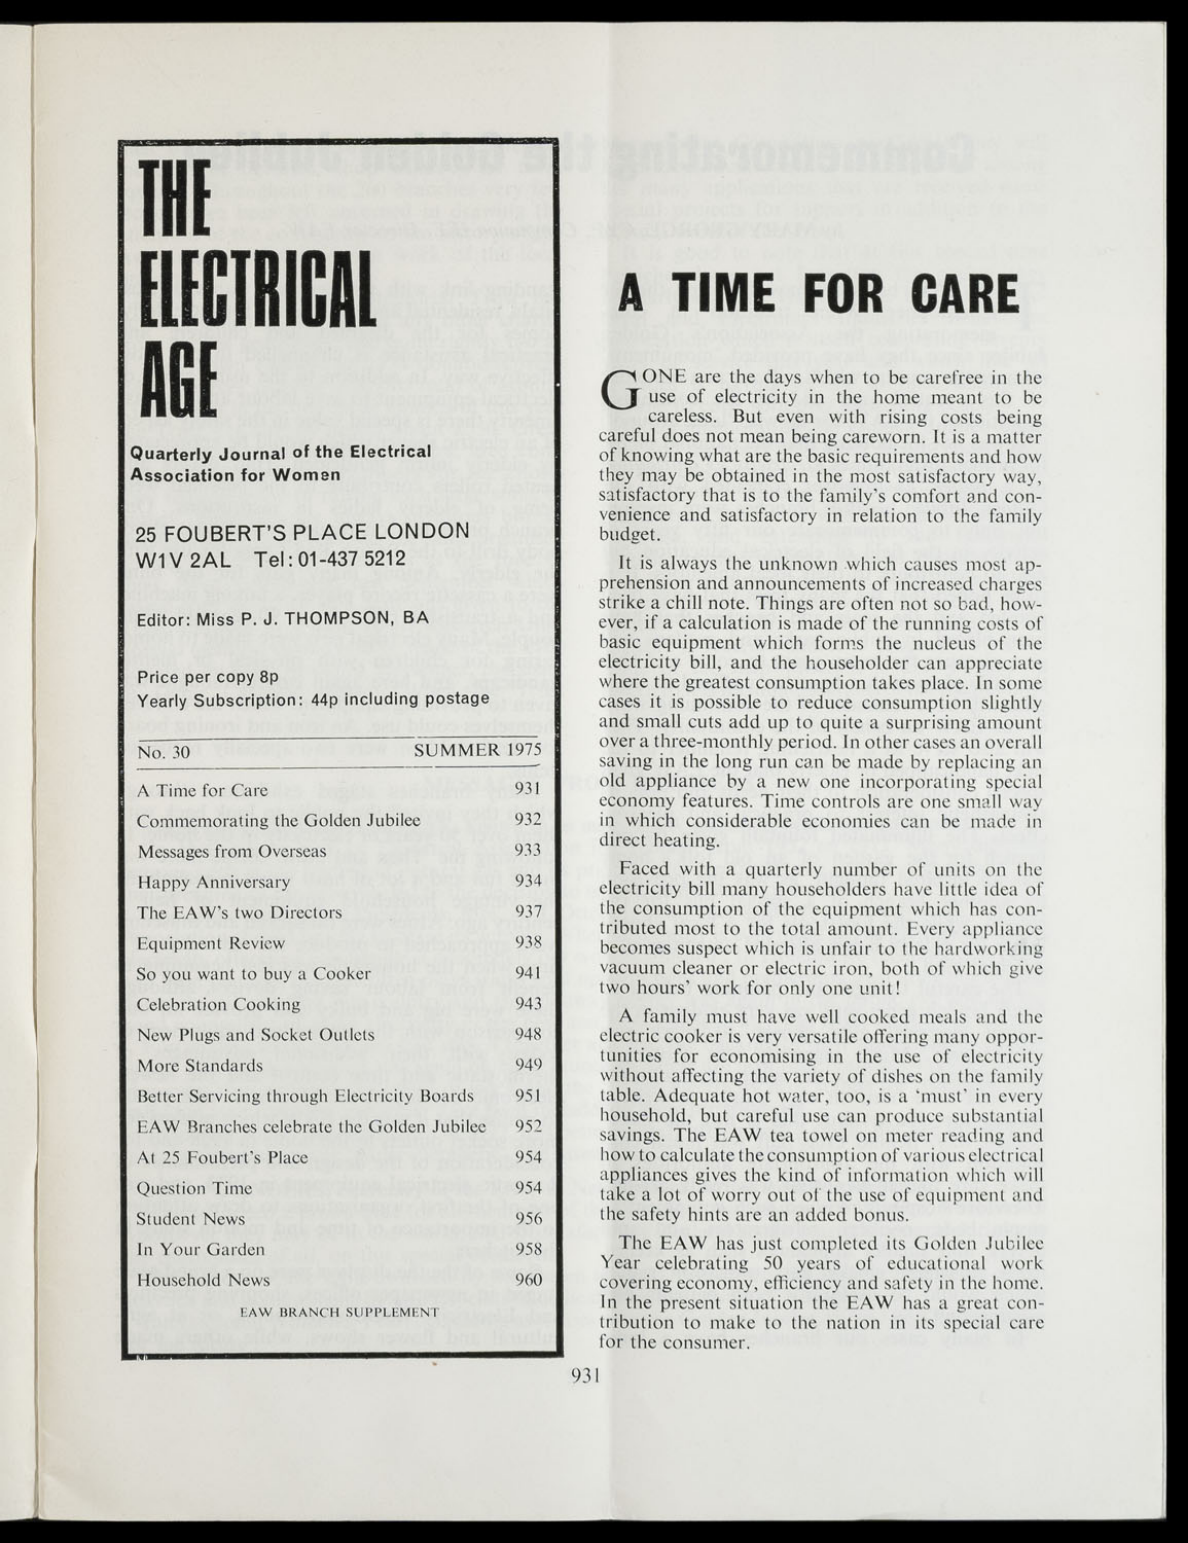 THE
ELECTRICAL
AGE
Quarterly Journal of the Electrical
Association for Women
25 FOUBERT'S PLACE LONDON
W1V 2AL Tel: 01-437 5212
Editor: Miss P. J. THOMPSON, BA
Price per copy 8p
Yearly Subscription: 44p including postage
No. 30 SUMMER 1975
A Time for Care 931
Commemorating the Golden Jubilee 932
Messages from Overseas 933
Happy Anniversary 934
The EAW's two Directors 937
Equipment Review 938
So you want to buy a Cooker 941
Celebration Cooking 943
New Plugs and Socket Outlets 948
More Standards 949
Better Servicing through Electricity Boards 951
EAW Branches celebrate the Golden Jubilee 952
At 25 Foubert's Place 954
Question Time 954
Student News 956
In Your Garden 958
Household News 960
EAW BRANCH SUPPLEMENT
A TIME FOR CARE
GONE are the days when to be carefree in the
use of electricity in the home meant to be
careless. But even with rising costs being
careful does not mean being careworn. It is a matter
of knowing what are the basic requirements and how
they may be obtained in the most satisfactory way,
satisfactory that is to the family's comfort and con-
venience and satisfactory in relation to the family
budget.
It is always the unknown which causes most ap-
prehension and announcements of increased charges
strike a chill note. Things are often not so bad, how-
ever, if a calculation is made of the running costs of
basic equipment which forms the nucleus of the
electricity bill, and the householder can appreciate
where the greatest consumption takes place. In some
cases it is possible to reduce consumption slightly
and small cuts add up to quite a surprising amount
over a three-monthly period. In other cases an overall
saving in the long run can be made by replacing an
old appliance by a new one incorporating special
economy features. Time controls are one small way
in which considerable economies can be made in
direct heating.
Faced with a quarterly number of units on the
electricity bill many householders have little idea of
the consumption of the equipment which has con-
tributed most to the total amount. Every appliance
becomes suspect which is unfair to the hardworking
vacuum cleaner or electric iron, both of which give
two hours' work for only one unit!
A family must have well cooked meals and the
electric cooker is very versatile offering many oppor-
tunities for economising in the use of electricity
without affecting the variety of dishes on the family
table. Adequate hot water, too, is a 'must' in every
household, but careful use can produce substantial
savings. The EAW tea towel on meter reading and
how to calculate the consumption of various electrical
appliances gives the kind of information which will
take a lot of worry out of the use of equipment and
the safety hints are an added bonus.
The EAW has just completed its Golden Jubilee
Year celebrating 50 years of educational work
covering economy, efficiency and safety in the home.
In the present situation the EAW has a great con-
tribution to make to the nation in its special care
for the consumer.
931